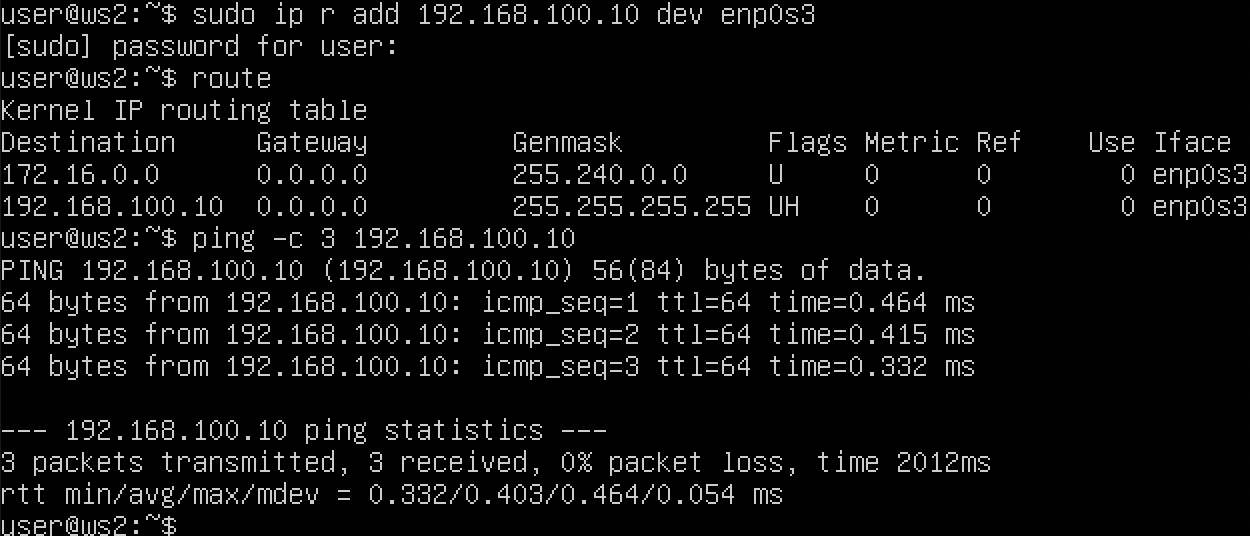 user@ws2:~$ sudo ip r add 192.168.100.10 dev enp0s3
[sudo] password for user:
user@ws2:~$ route
Kernel IP routing table
Destination     Gateway         Genmask         Flags Metric Ref    Use Iface
172.16.0.0      0.0.0.0         255.240.0.0     U     0      0        0 enp0s3
192.168.100.10  0.0.0.0         255.255.255.255 UH    0      0        0 enp0s3
user@ws2:~$ ping -c 3 192.168.100.10
PING 192.168.100.10 (192.168.100.10) 56(84) bytes of data.
64 bytes from 192.168.100.10: icmp_seq=1 ttl=64 time=0.464 ms
64 bytes from 192.168.100.10: icmp_seq=2 ttl=64 time=0.415 ms
64 bytes from 192.168.100.10: icmp_seq=3 ttl=64 time=0.332 ms

--- 192.168.100.10 ping statistics ---
3 packets transmitted, 3 received, 0% packet loss, time 2012ms
rtt min/avg/max/mdev = 0.332/0.403/0.464/0.054 ms
user@ws2:~$